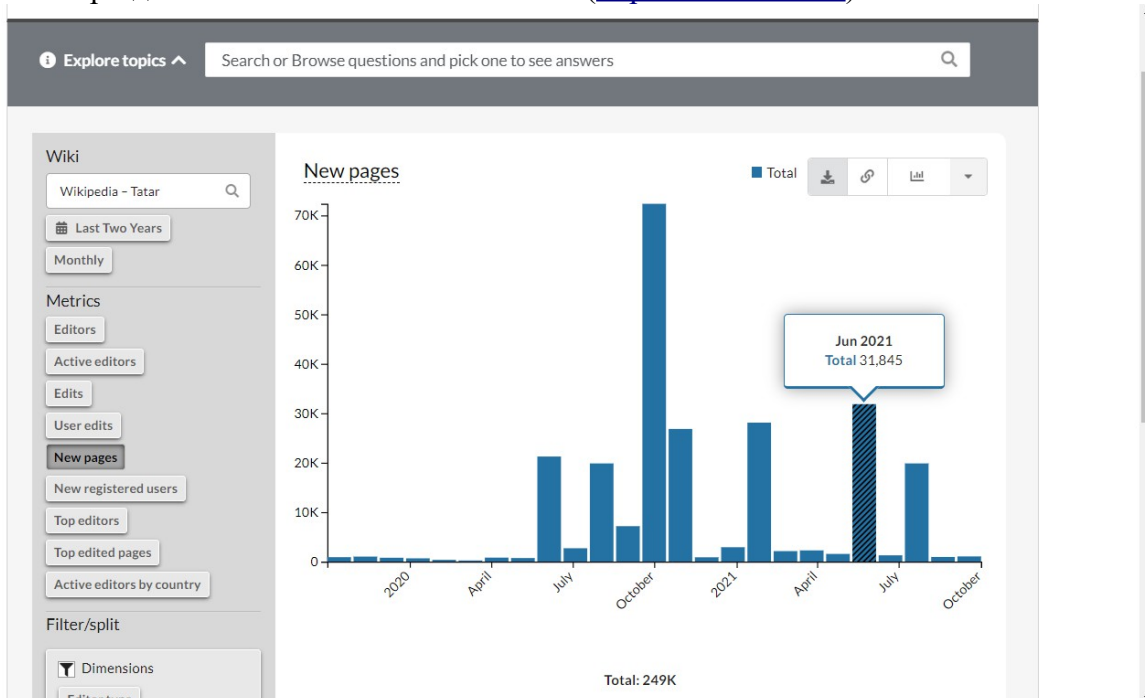 Explore topics
Search or Browse questions and pick one to see answers
Wiki
Wikipedia – Tatar
Last Two Years
Monthly
Metrics
Editors
Active editors
Edits
User edits
New pages
New registered users
Top editors
Top edited pages
Active editors by country
Filter/split
Dimensions
New pages
Total
70K
60K
50K
40K
30K
20K
10K
0
Jun 2021
Total 31,845
2020
April
July
October
2021
April
July
October
Total: 249K